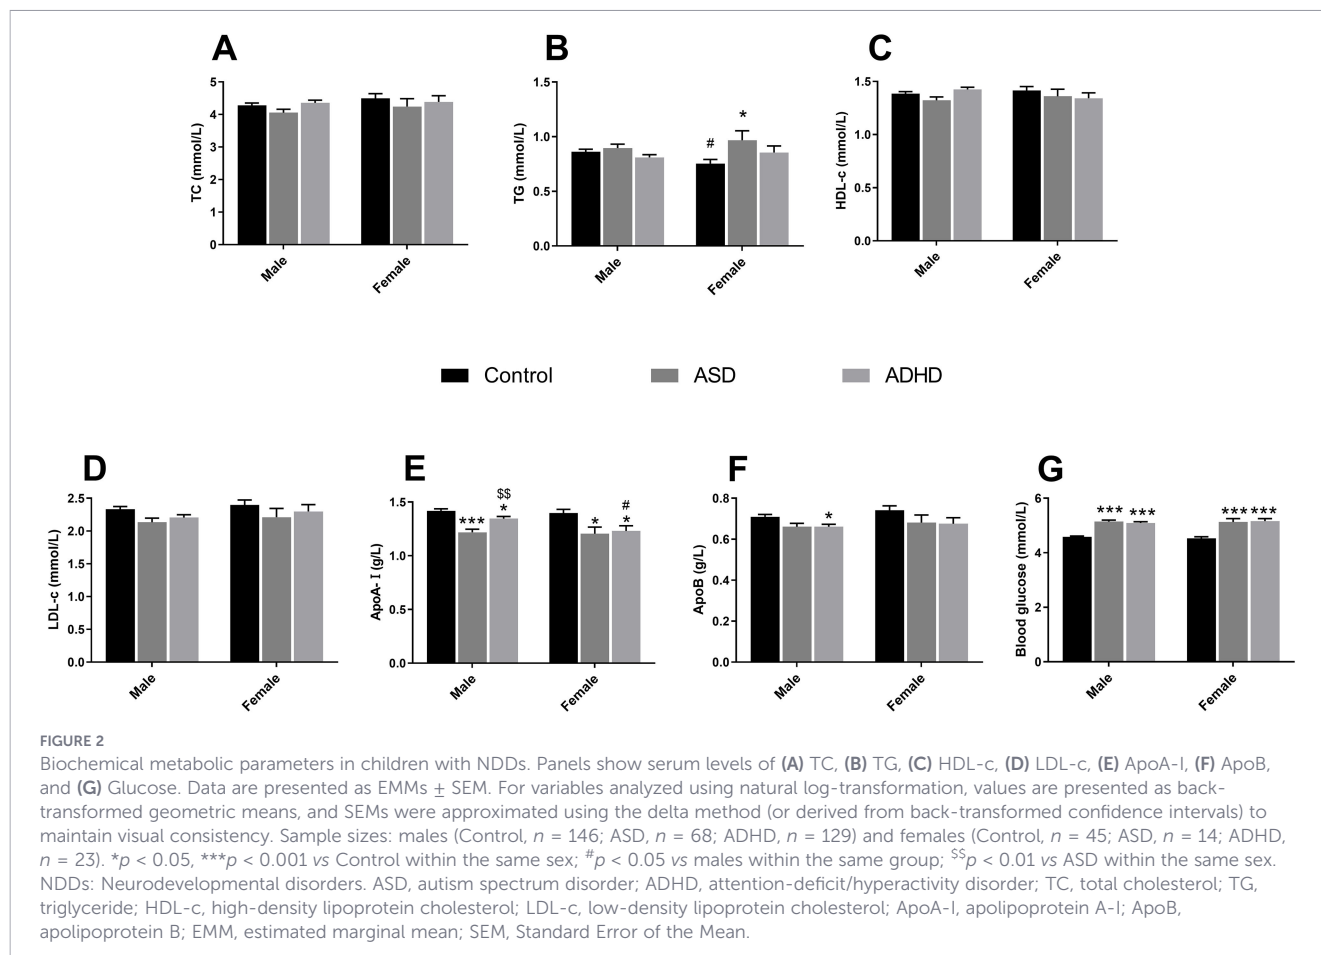 A
TC (mmol/L)
5
4
3
2
1
0
Male
Female
B
TG (mmol/L)
1.5
1.0
0.5
0.0
#
*
Male
Female
C
HDL-c (mmol/L)
1.5
1.0
0.5
0.0
Male
Female
Control
ASD
ADHD
D
LDL-c (mmol/L)
2.5
2.0
1.5
1.0
0.5
0.0
Male
Female
E
ApoA- I (g/L)
1.5
1.0
0.5
0.0
***
$$
*
*
#
*
Male
Female
F
ApoB (g/L)
0.8
0.6
0.4
0.2
0.0
*
Male
Female
G
Blood glucose (mmol/L)
6
4
2
0
*** ***
*** ***
Male
Female
FIGURE 2
Biochemical metabolic parameters in children with NDDs. Panels show serum levels of (A) TC, (B) TG, (C) HDL-c, (D) LDL-c, (E) ApoA-I, (F) ApoB,
and (G) Glucose. Data are presented as EMMs ± SEM. For variables analyzed using natural log-transformation, values are presented as back-
transformed geometric means, and SEMs were approximated using the delta method (or derived from back-transformed confidence intervals) to
maintain visual consistency. Sample sizes: males (Control, n = 146; ASD, n = 68; ADHD, n = 129) and females (Control, n = 45; ASD, n = 14; ADHD,
n = 23). *p < 0.05, ***p < 0.001 vs Control within the same sex; #p < 0.05 vs males within the same group; $$p < 0.01 vs ASD within the same sex.
NDDs: Neurodevelopmental disorders. ASD, autism spectrum disorder; ADHD, attention-deficit/hyperactivity disorder; TC, total cholesterol; TG,
triglyceride; HDL-c, high-density lipoprotein cholesterol; LDL-c, low-density lipoprotein cholesterol; ApoA-I, apolipoprotein A-I; ApoB,
apolipoprotein B; EMM, estimated marginal mean; SEM, Standard Error of the Mean.